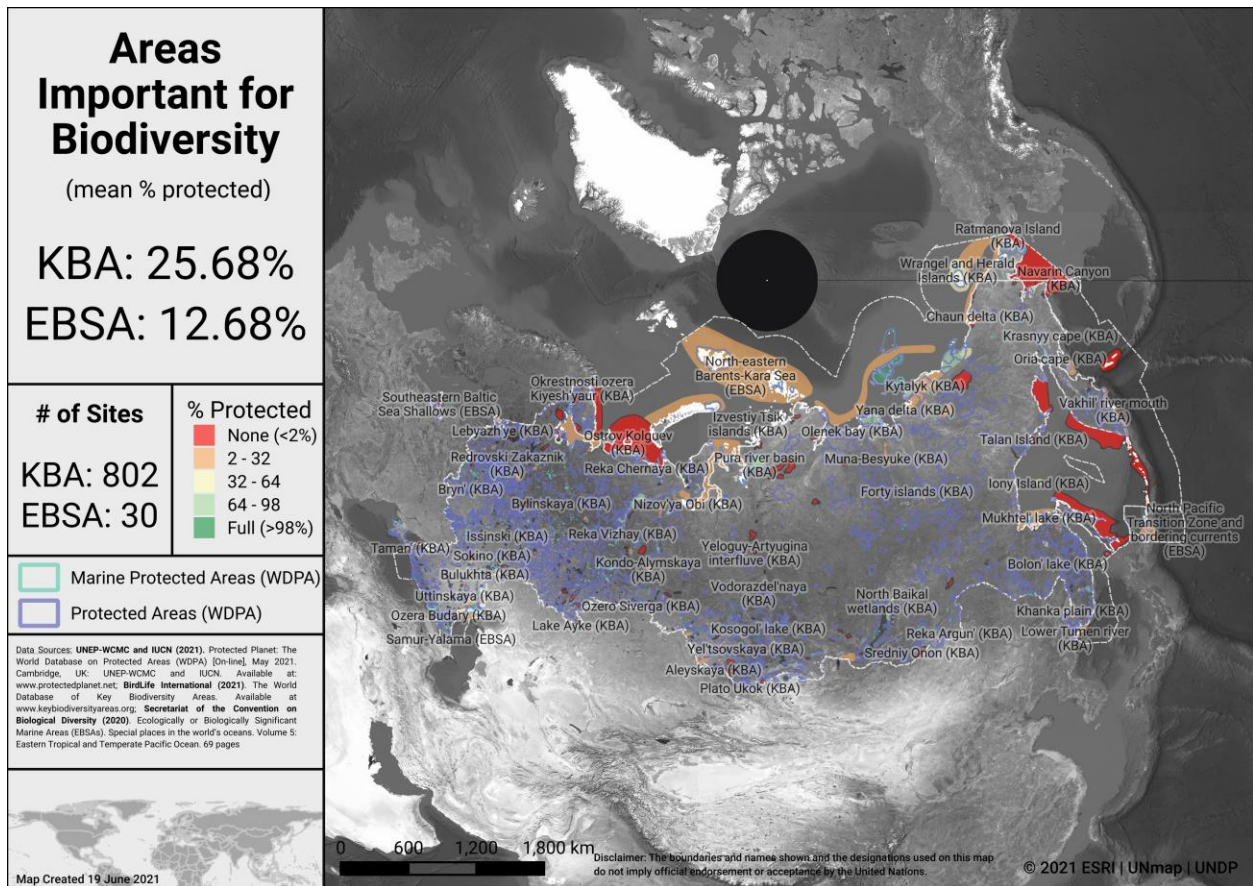 Areas
Important for
Biodiversity
(mean % protected)
KBA: 25.68%
EBSA: 12.68%
# of Sites
KBA: 802
EBSA: 30
% Protected
None (<2%)
2 - 32
32 - 64
64 - 98
Full (>98%)
Marine Protected Areas (WDPA)
Protected Areas (WDPA)
Data Sources: UNEP-WCMC and IUCN (2021). Protected Planet: The
World Database on Protected Areas (WDPA) [On-line], May 2021.
Cambridge, UK: UNEP-WCMC and IUCN. Available at:
www.protectedplanet.net; BirdLife International (2021). The World
Database of Key Biodiversity Areas. Available at
www.keybiodiversityareas.org; Secretariat of the Convention on
Biological Diversity (2020). Ecologically or Biologically Significant
Marine Areas (EBSAs). Special places in the world's oceans. Volume 5:
Eastern Tropical and Temperate Pacific Ocean. 69 pages
Map Created 19 June 2021
Ratmanova Island
(KBA)
Wrangel and Herald
Islands (KBA)
Navarin Canyon
(KBA)
Chaun delta (KBA)
Krasnyy cape (KBA)
Oria cape (KBA)
North-eastern
Barents-Kara Sea
(EBSA)
Okrestnosti ozera
Kiyesh'yaur (KBA)
Kytalyk (KBA)
Southeastern Baltic
Sea Shallows (EBSA)
Yana delta (KBA)
Vakhil' river mouth
(KBA)
Izvestiy Tsik
islands (KBA)
Olenek bay (KBA)
Lebyazh'ye (KBA)
Ostrov Kolguev
(KBA)
Talan Island (KBA)
Redrovski Zakaznik
(KBA)
Reka Chernaya (KBA)
Pura river basin
(KBA)
Muna-Besyuke (KBA)
Iony Island (KBA)
Bryn' (KBA)
Bylinskaya (KBA)
Nizov'ya Obi (KBA)
Forty islands (KBA)
Mukhtel' lake (KBA)
North Pacific
Transition Zone and
bordering currents
(EBSA)
Taman' (KBA)
Issinski (KBA)
Reka Vizhay (KBA)
Sokino (KBA)
Kondo-Alymskaya
(KBA)
Yeloguy-Artyugina
interfluve (KBA)
Bolon' lake (KBA)
Bulukhta (KBA)
Uttinskaya (KBA)
Vodorazdel'naya
(KBA)
North Baikal
wetlands (KBA)
Ozera Budary (KBA)
Ozero Siverga (KBA)
Khanka plain (KBA)
Samur-Yalama (EBSA)
Lake Ayke (KBA)
Kosogol' lake (KBA)
Reka Argun' (KBA)
Lower Tumen river
(KBA)
Yel'tsovskaya (KBA)
Sredniy Onon (KBA)
Aleyskaya (KBA)
Plato Ukok (KBA)
0 600 1,200 1,800 km
Disclaimer: The boundaries and names shown and the designations used on this map
do not imply official endorsement or acceptance by the United Nations.
© 2021 ESRI | UNmap | UNDP